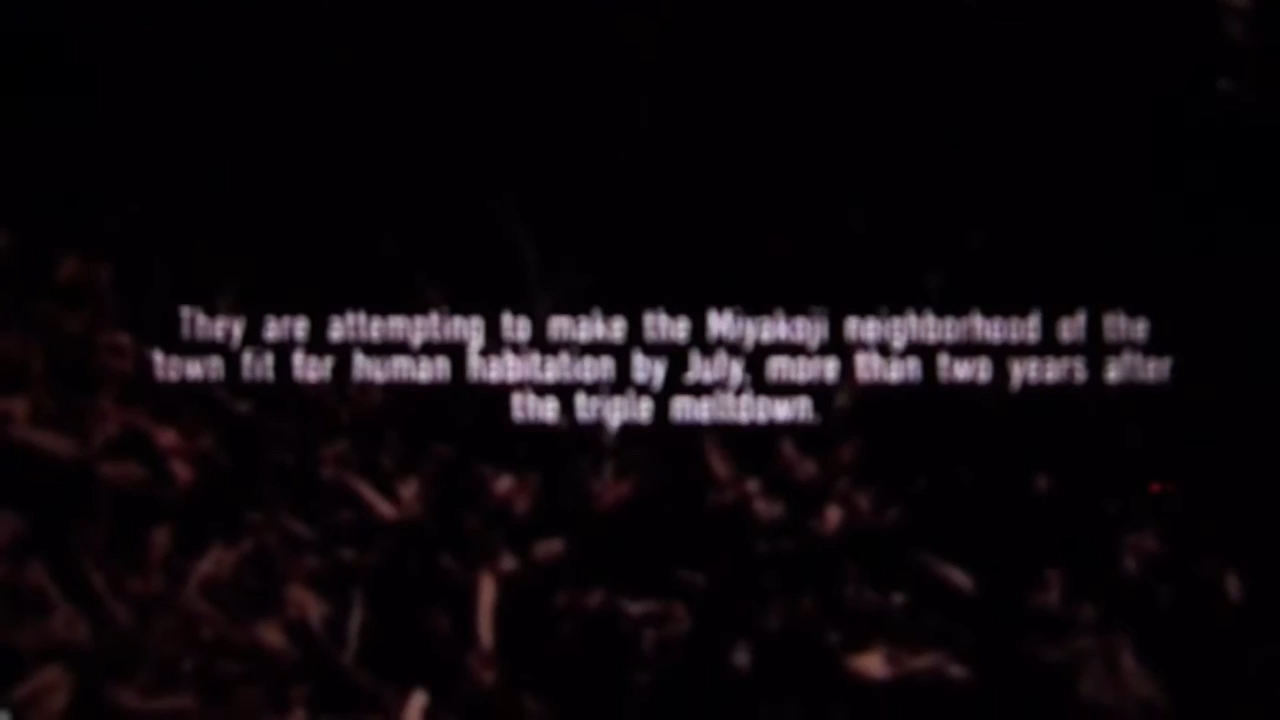 They are attempting to make the Miyakoji neighborhood of the
town fit for human habitation by July, more than two years after
the triple meltdown.